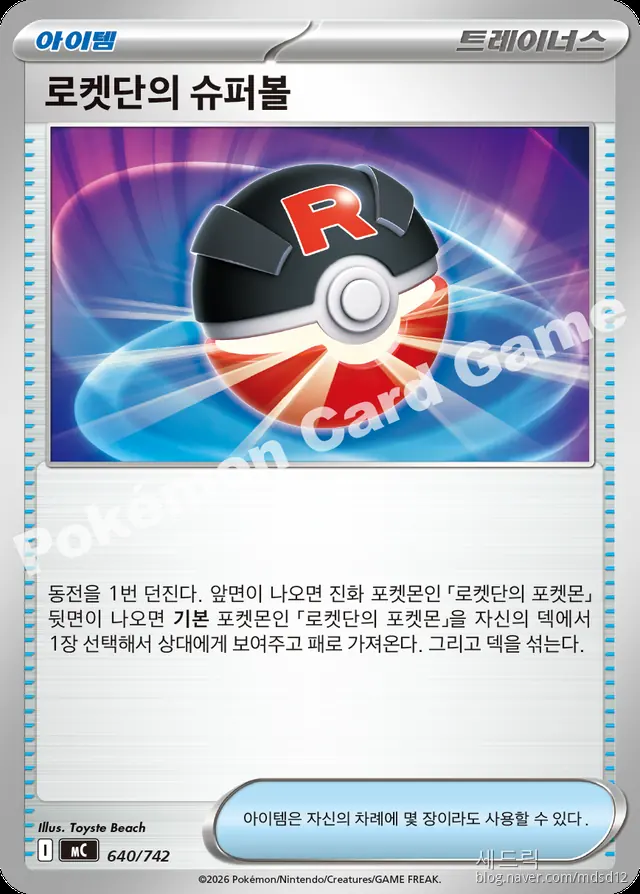 아이템
트레이너스
로켓단의 슈퍼볼
R
Pokémon Card Game
동전을 1번 던진다. 앞면이 나오면 진화 포켓몬인 「로켓단의 포켓몬」
뒷면이 나오면 기본 포켓몬인 「로켓단의 포켓몬」을 자신의 덱에서
1장 선택해서 상대에게 보여주고 패로 가져온다. 그리고 덱을 섞는다.
아이템은 자신의 차례에 몇 장이라도 사용할 수 있다.
Illus. Toyste Beach
I MC 640/742
©2026 Pokémon/Nintendo/Creatures/GAME FREAK.
세드릭
blog.naver.com/mdsd12